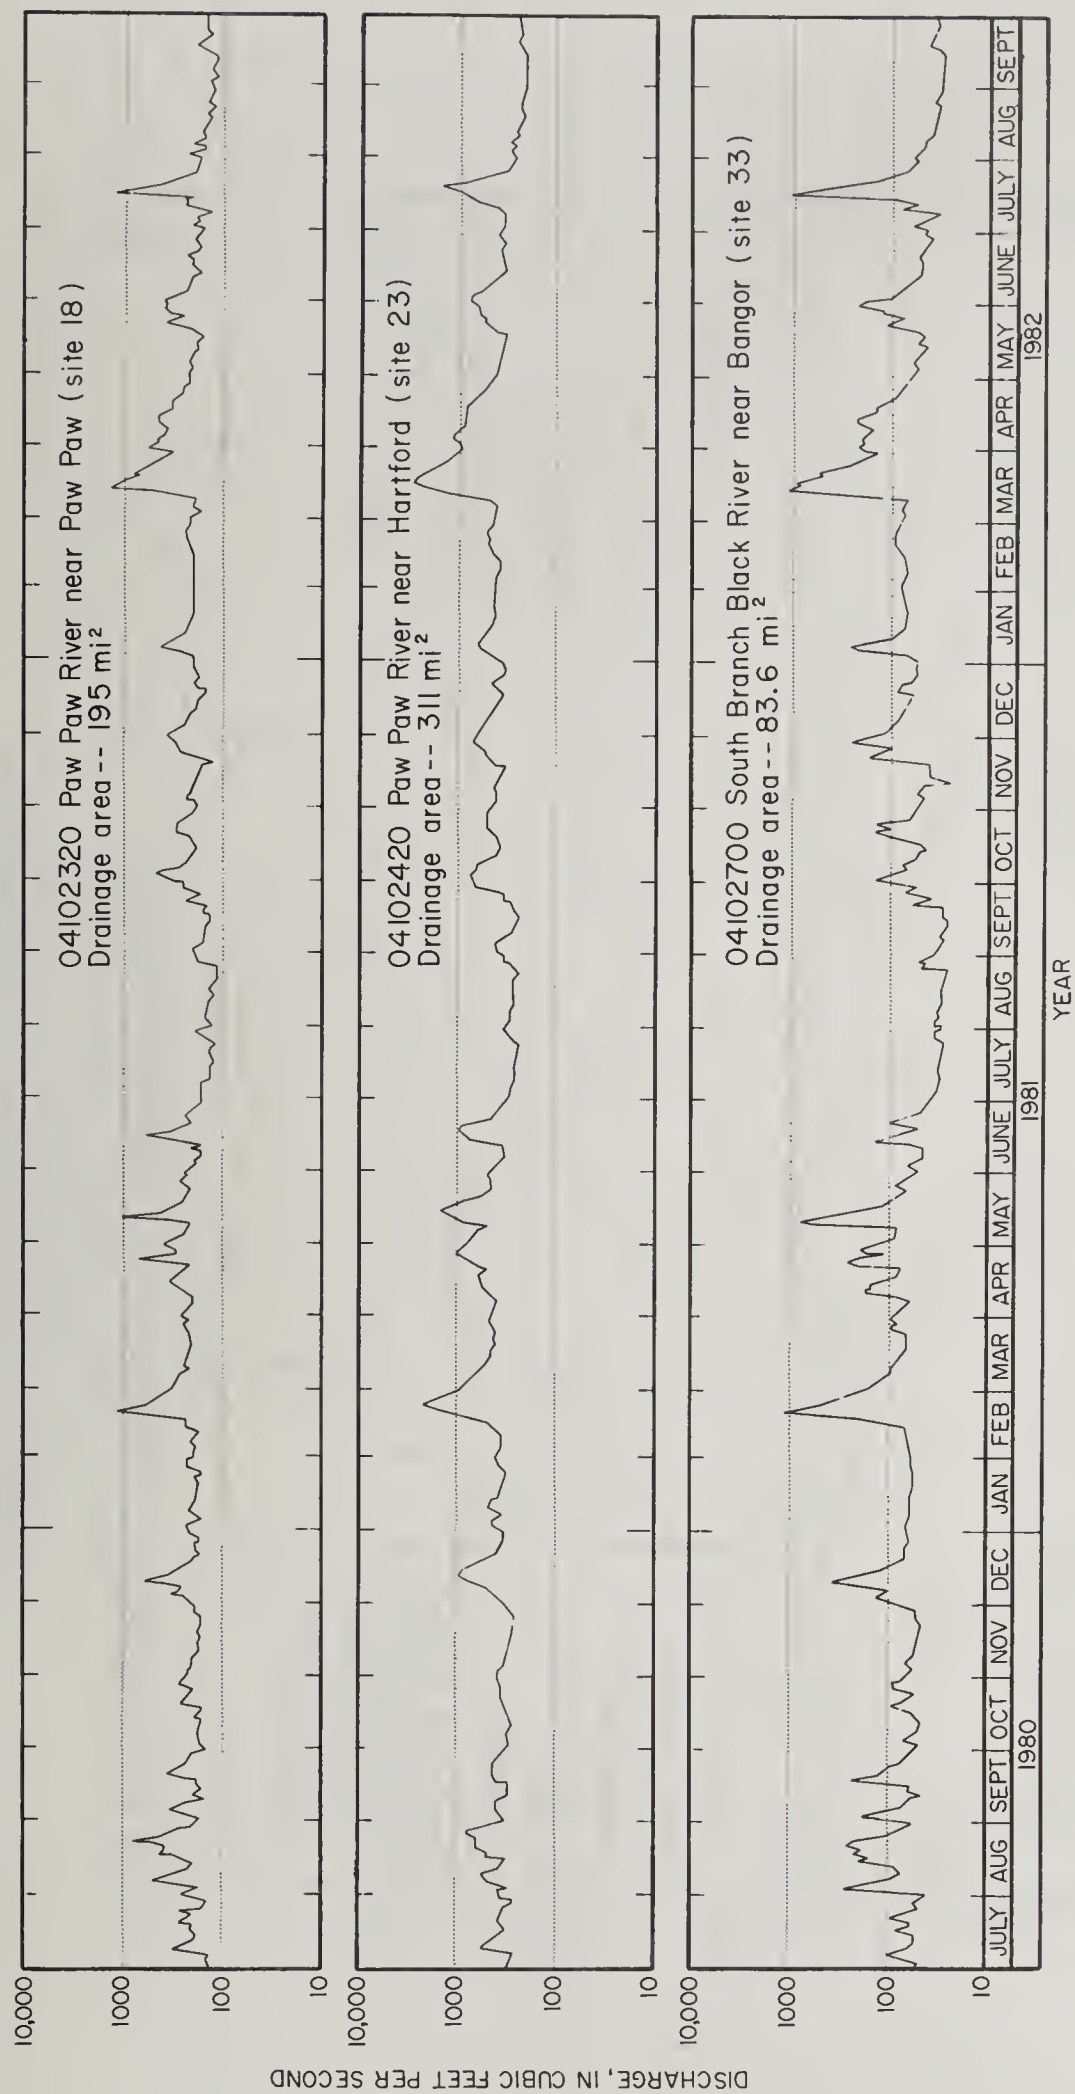 DISCHARGE, IN CUBIC FEET PER SECOND
10,000
1000
100
10
04102320 Paw Paw River near Paw Paw (site 18)
Drainage area -- 195 mi²
10,000
1000
100
10
04102420 Paw Paw River near Hartford (site 23)
Drainage area -- 311 mi²
10,000
1000
100
10
04102700 South Branch Black River near Bangor (site 33)
Drainage area -- 83.6 mi²
JULY AUG SEPT OCT NOV DEC JAN FEB MAR APR MAY JUNE JULY AUG SEPT OCT NOV DEC JAN FEB MAR APR MAY JUNE JULY AUG SEPT
1980 1981 1982
YEAR